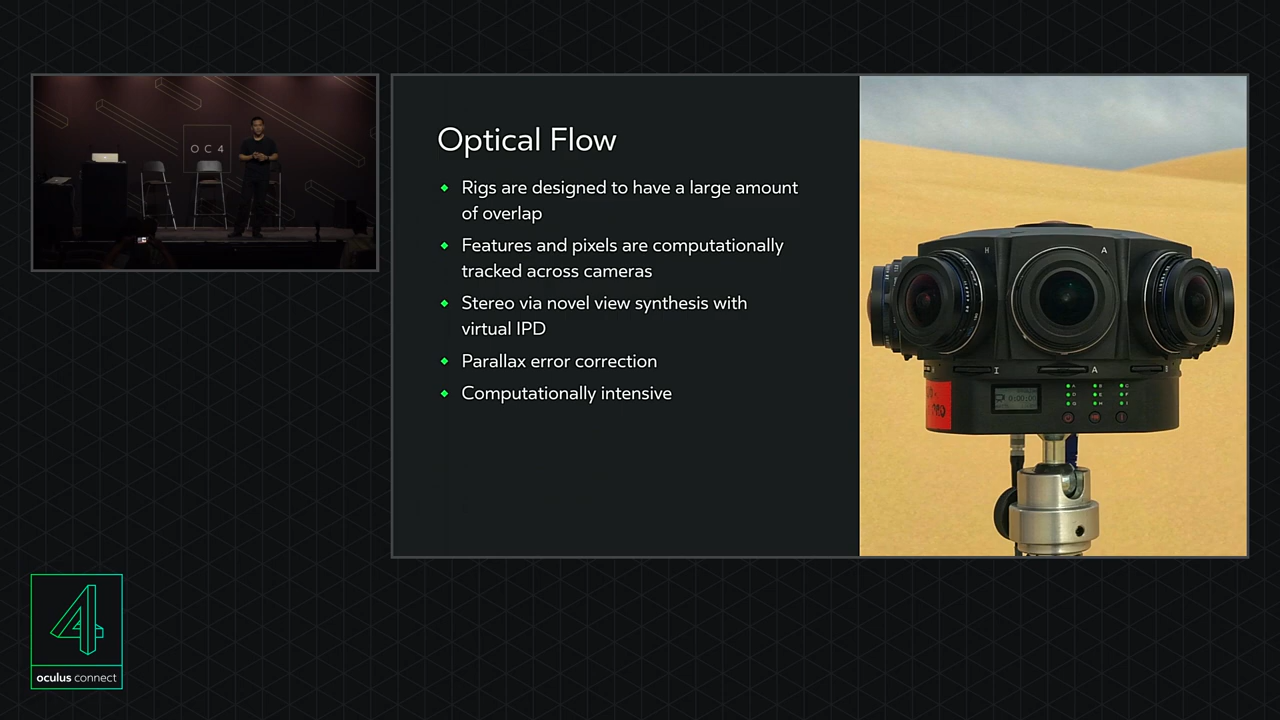 OC4
Optical Flow
Rigs are designed to have a large amount
of overlap
Features and pixels are computationally
tracked across cameras
Stereo via novel view synthesis with
virtual IPD
Parallax error correction
Computationally intensive
H A
I A
4
oculus connect